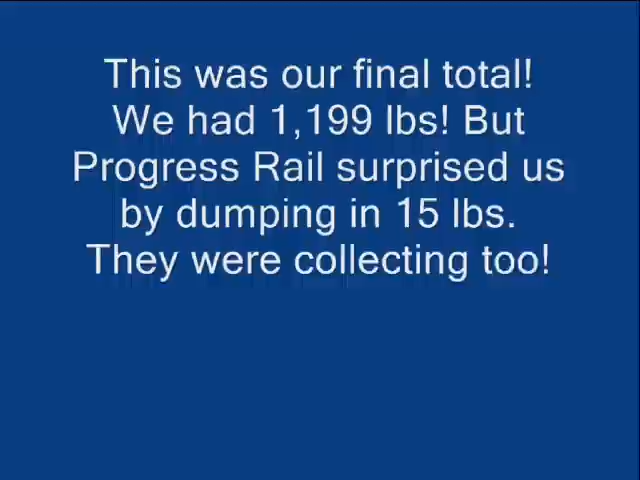 This was our final total!
We had 1,199 lbs! But
Progress Rail surprised us
by dumping in 15 lbs.
They were collecting too!